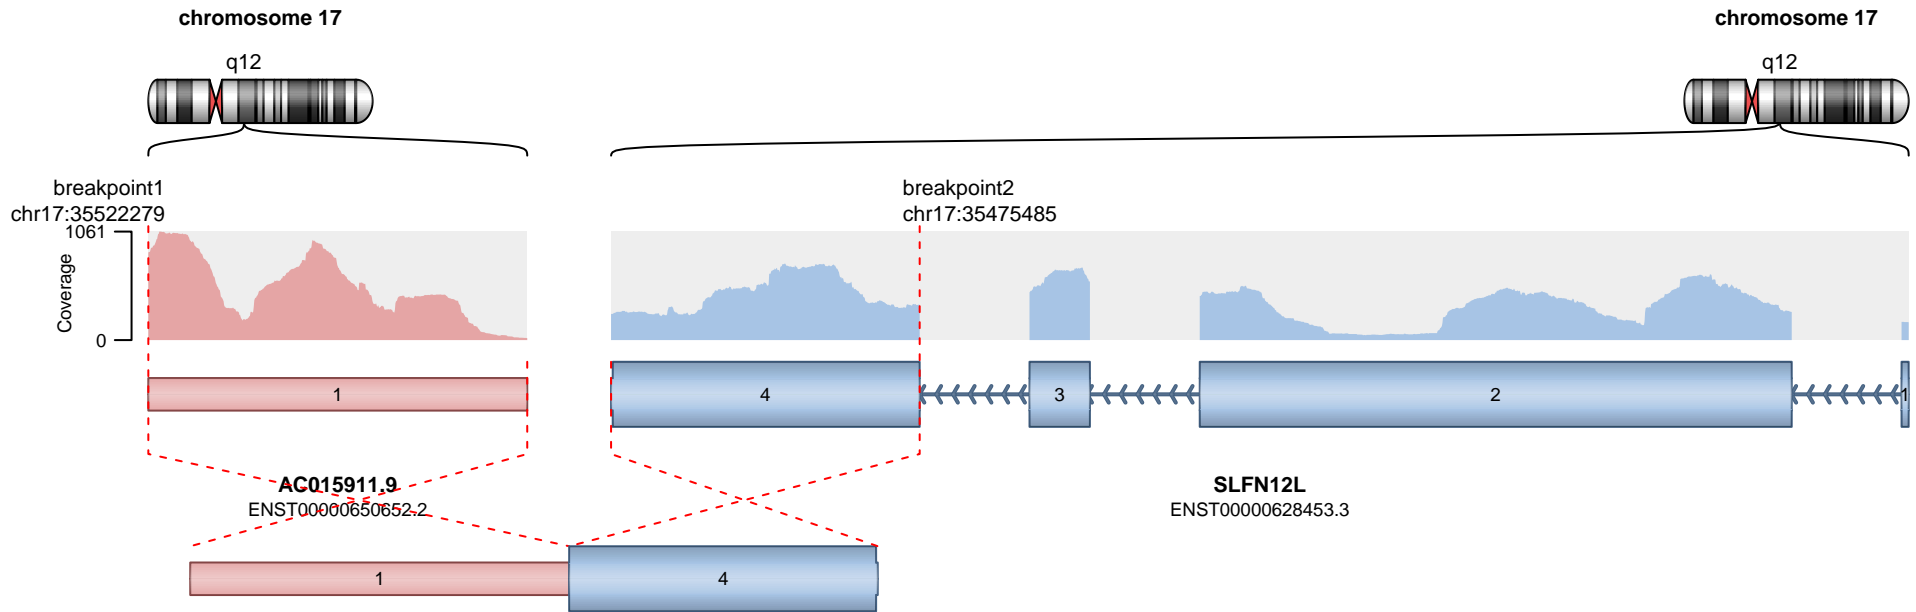 chromosome 17
chromosome 17
q12
q12
breakpoint1
chr17:35522279
breakpoint2
chr17:35475485
1061
Coverage
0
1
4
3
2
1
AC015911.9
ENST00000650652.2
SLFN12L
ENST00000628453.3
1
4